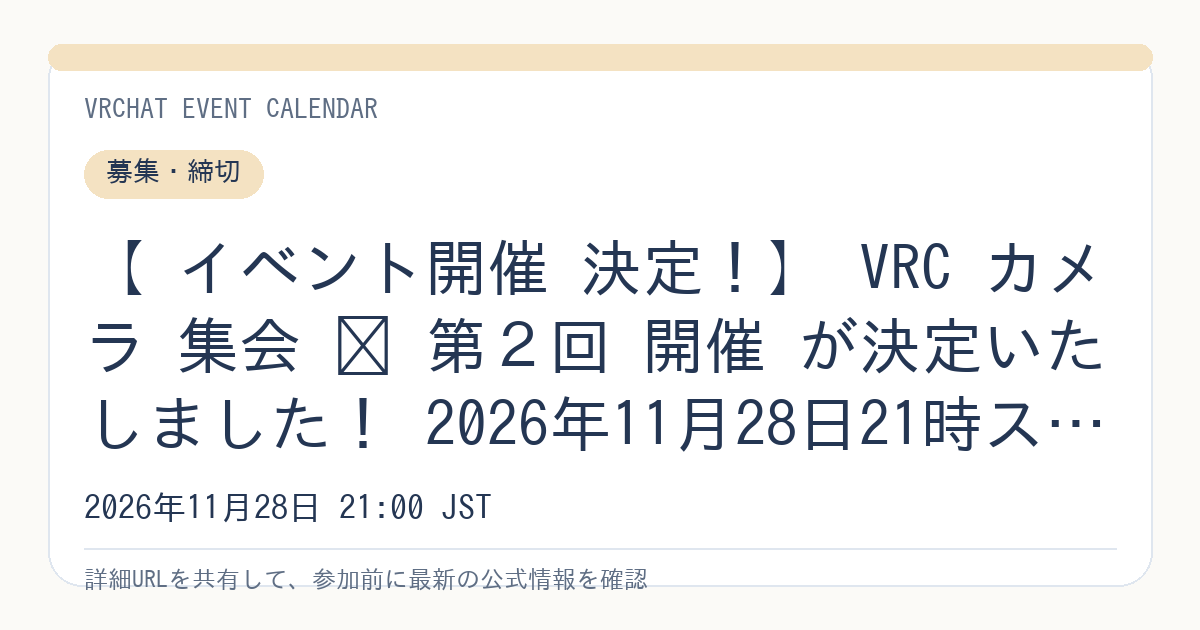 VRCHAT EVENT CALENDAR
募集・締切
【 イベント開催 決定！】 VRC カメ
ラ 集会 第２回 開催 が決定いた
しました！ 2026年11月28日21時ス…
2026年11月28日 21:00 JST
詳細URLを共有して、参加前に最新の公式情報を確認